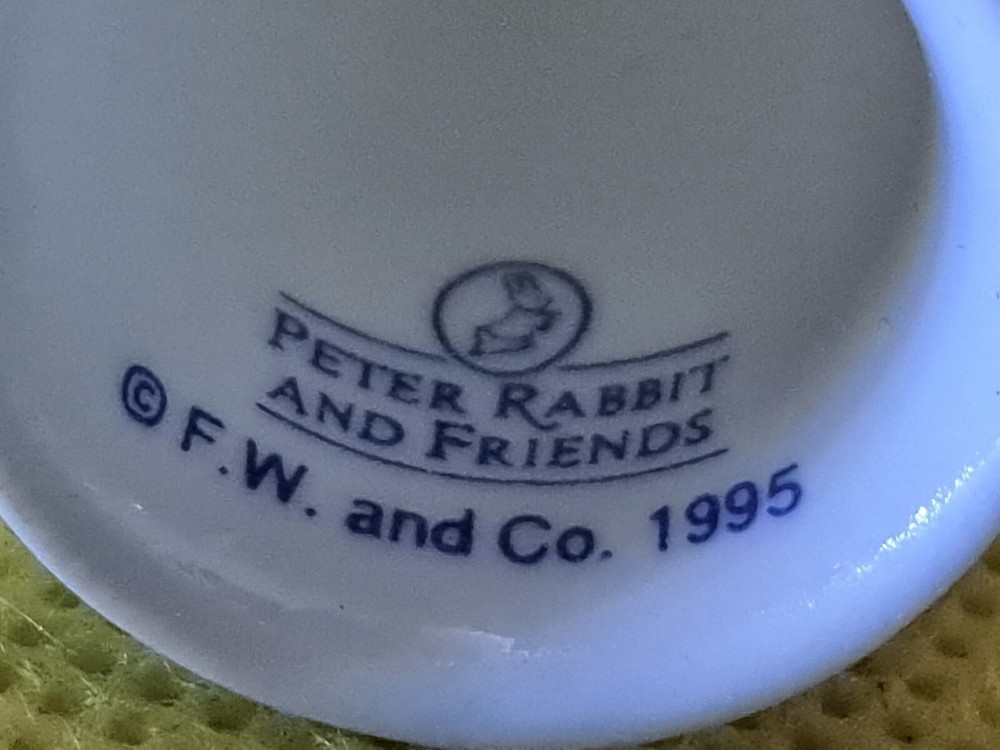 PETER RABBIT
AND FRIENDS
© F.W. and Co. 1995